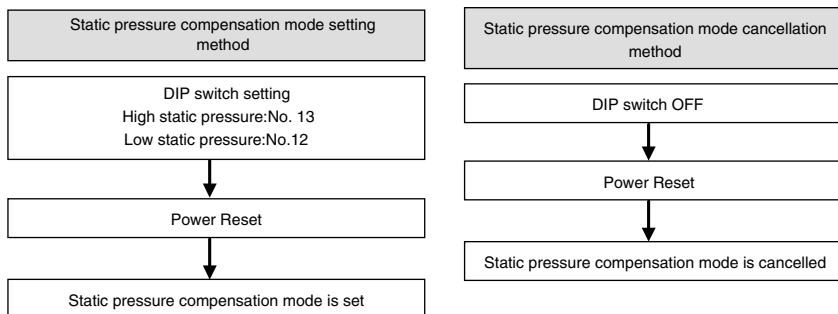 Static pressure compensation mode setting
method
DIP switch setting
High static pressure:No. 13
Low static pressure:No.12
Power Reset
Static pressure compensation mode is set
Static pressure compensation mode cancellation
method
DIP switch OFF
Power Reset
Static pressure compensation mode is cancelled